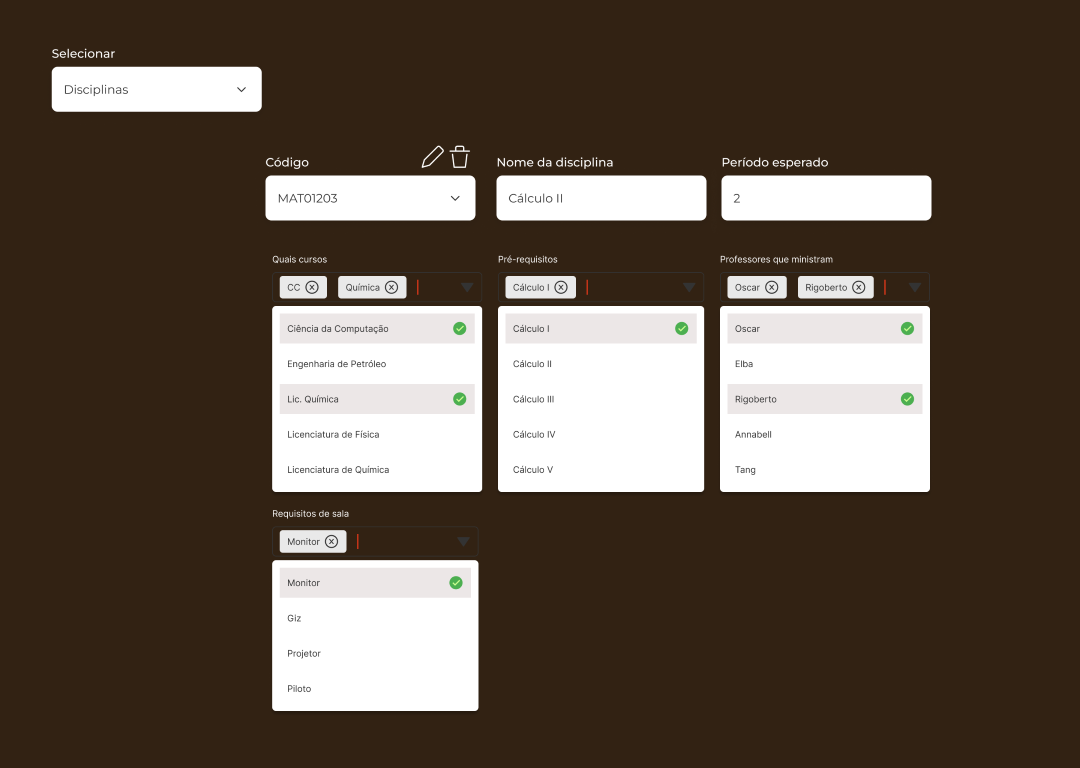 Selecionar
Disciplinas
Código
MAT01203
Nome da disciplina
Cálculo II
Período esperado
2
Quais cursos
CC
Química
Ciência da Computação
Engenharia de Petróleo
Lic. Química
Licenciatura de Física
Licenciatura de Química
Pré-requisitos
Cálculo I
Cálculo I
Cálculo II
Cálculo III
Cálculo IV
Cálculo V
Professores que ministram
Oscar
Rigoberto
Oscar
Elba
Rigoberto
Annabell
Tang
Requisitos de sala
Monitor
Monitor
Giz
Projetor
Piloto